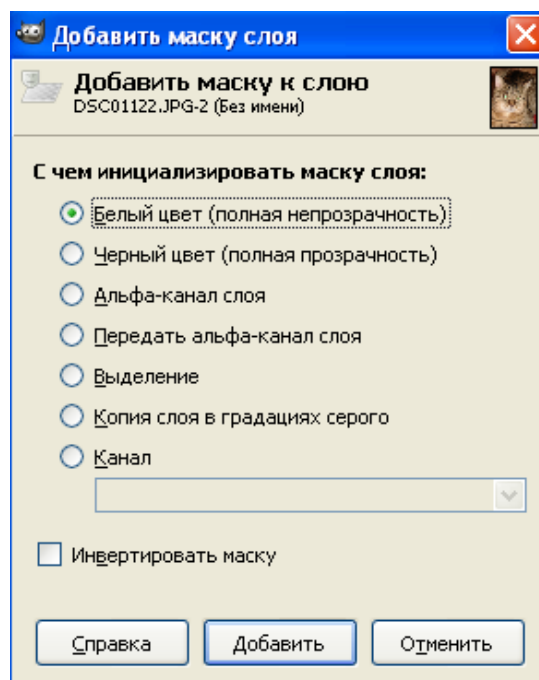 Добавить маску слоя
Добавить маску к слою
DSC01122.JPG-2 (Без имени)
С чем инициализировать маску слоя:
Белый цвет (полная непрозрачность)
Черный цвет (полная прозрачность)
Альфа-канал слоя
Передать альфа-канал слоя
Выделение
Копия слоя в градациях серого
Канал
Инвертировать маску
Справка Добавить Отменить